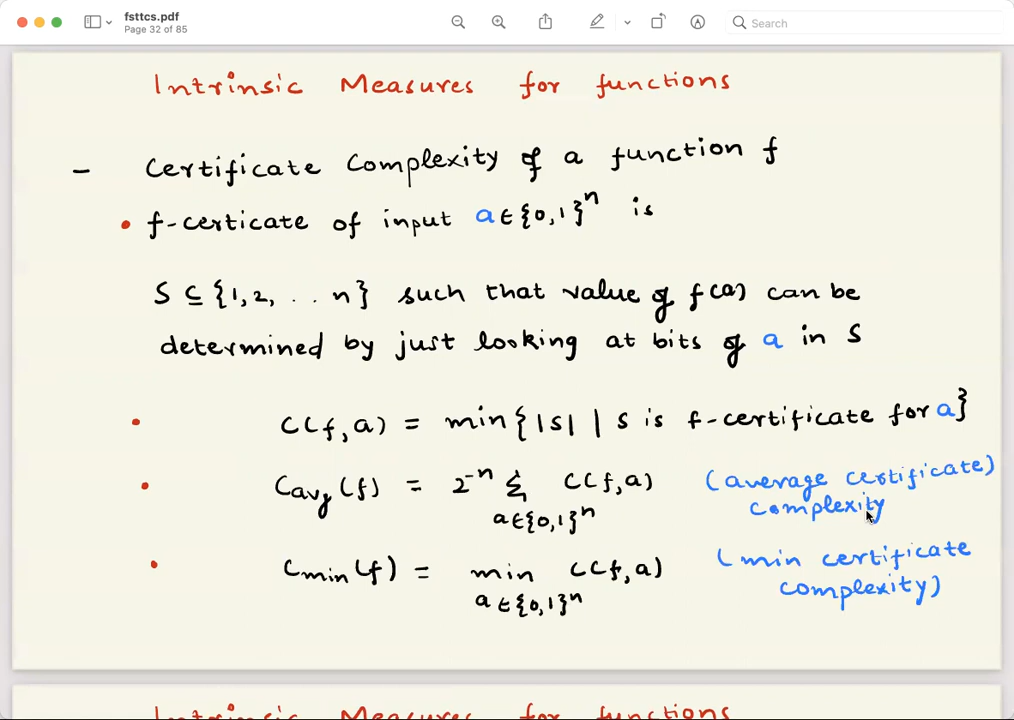 fsttcs.pdf
Page 32 of 85
Search
Intrinsic Measures for functions
- Certificate Complexity of a function f
• f-certicate of input a ∈ {0,1}^n is
S ⊆ {1,2, .. n} such that value of f(a) can be
determined by just looking at bits of a in S
• C(f,a) = min{|S| | S is f-certificate for a}
• Cavg(f) = 2^-n Σ C(f,a) (average certificate)
a∈{0,1}^n complexity
• Cmin(f) = min C(f,a) (min certificate
a∈{0,1}^n complexity)
Intrinsic Measures for functions